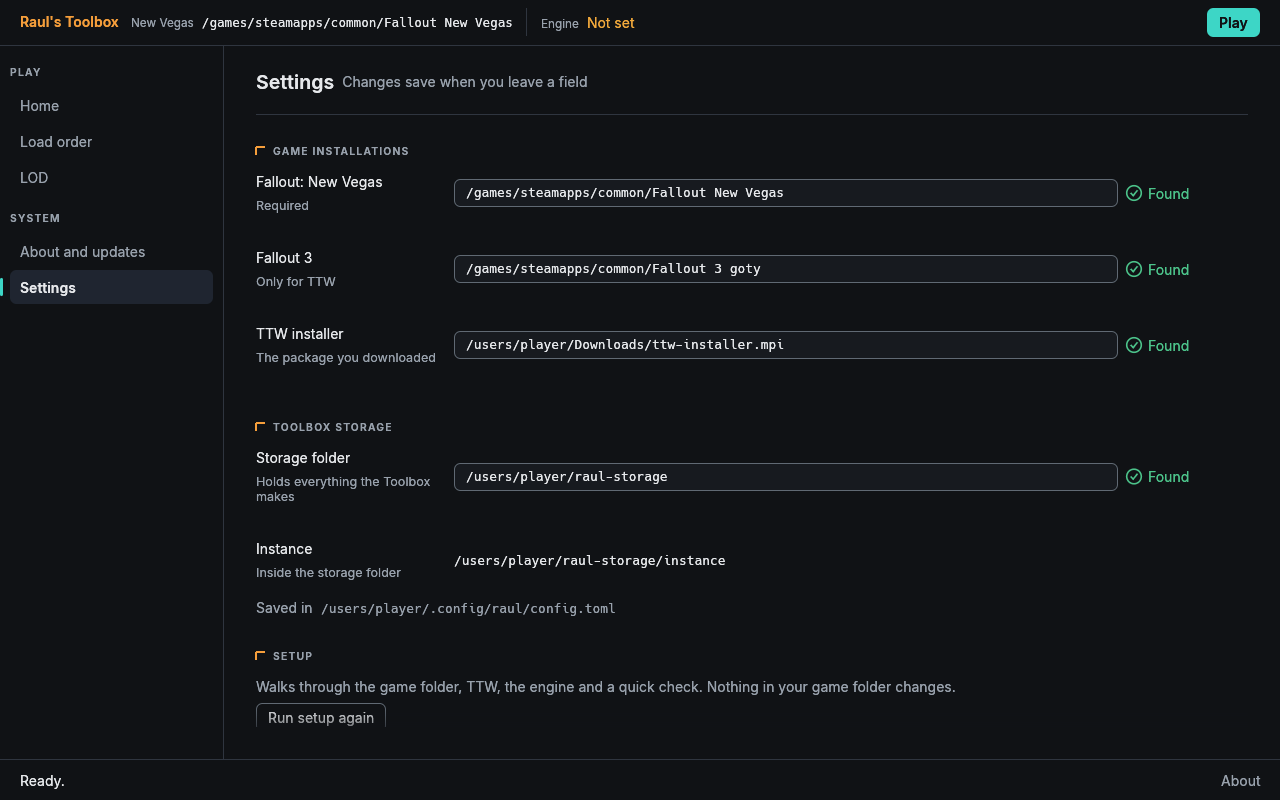 Raul's Toolbox New Vegas /games/steamapps/common/Fallout New Vegas Engine Not set Play
PLAY
Home
Load order
LOD
SYSTEM
About and updates
Settings
Settings Changes save when you leave a field
GAME INSTALLATIONS
Fallout: New Vegas
Required
/games/steamapps/common/Fallout New Vegas Found
Fallout 3
Only for TTW
/games/steamapps/common/Fallout 3 goty Found
TTW installer
The package you downloaded
/users/player/Downloads/ttw-installer.mpi Found
TOOLBOX STORAGE
Storage folder
Holds everything the Toolbox
makes
/users/player/raul-storage Found
Instance
Inside the storage folder
/users/player/raul-storage/instance
Saved in /users/player/.config/raul/config.toml
SETUP
Walks through the game folder, TTW, the engine and a quick check. Nothing in your game folder changes.
Run setup again
Ready. About